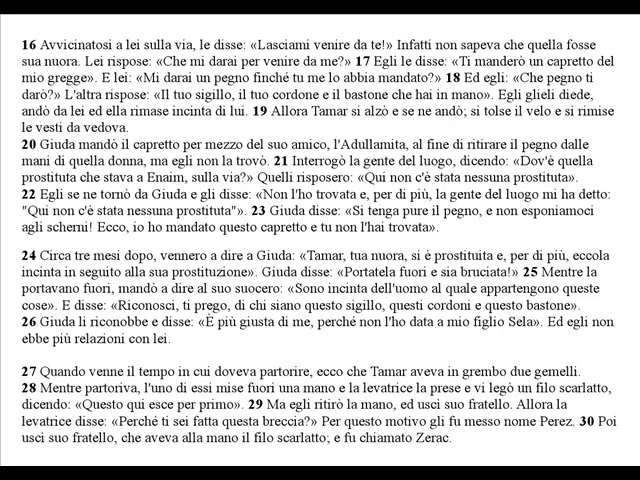 16 Avvicinatosi a lei sulla via, le disse: «Lasciami venire da te!» Infatti non sapeva che quella fosse
sua nuora. Lei rispose: «Che mi darai per venire da me?» 17 Egli le disse: «Ti manderò un capretto del
mio gregge». E lei: «Mi darai un pegno finché tu me lo abbia mandato?» 18 Ed egli: «Che pegno ti
darò?» L'altra rispose: «Il tuo sigillo, il tuo cordone e il bastone che hai in mano». Egli glieli diede,
andò da lei ed ella rimase incinta di lui. 19 Allora Tamar si alzò e se ne andò; si tolse il velo e si rimise
le vesti da vedova.
20 Giuda mandò il capretto per mezzo del suo amico, l'Adullamita, al fine di ritirare il pegno dalle
mani di quella donna, ma egli non la trovò. 21 Interrogò la gente del luogo, dicendo: «Dov'è quella
prostituta che stava a Enaim, sulla via?» Quelli risposero: «Qui non c'è stata nessuna prostituta».
22 Egli se ne tornò da Giuda e gli disse: «Non l'ho trovata e, per di più, la gente del luogo mi ha detto:
"Qui non c'è stata nessuna prostituta"». 23 Giuda disse: «Si tenga pure il pegno, e non esponiamoci
agli scherni! Ecco, io ho mandato questo capretto e tu non l'hai trovata».
24 Circa tre mesi dopo, vennero a dire a Giuda: «Tamar, tua nuora, si è prostituita e, per di più, eccola
incinta in seguito alla sua prostituzione». Giuda disse: «Portatela fuori e sia bruciata!» 25 Mentre la
portavano fuori, mandò a dire al suo suocero: «Sono incinta dell'uomo al quale appartengono queste
cose». E disse: «Riconosci, ti prego, di chi siano questo sigillo, questi cordoni e questo bastone».
26 Giuda li riconobbe e disse: «È più giusta di me, perché non l'ho data a mio figlio Sela». Ed egli non
ebbe più relazioni con lei.
27 Quando venne il tempo in cui doveva partorire, ecco che Tamar aveva in grembo due gemelli.
28 Mentre partoriva, l'uno di essi mise fuori una mano e la levatrice la prese e vi legò un filo scarlatto,
dicendo: «Questo qui esce per primo». 29 Ma egli ritirò la mano, ed uscì suo fratello. Allora la
levatrice disse: «Perché ti sei fatta questa breccia?» Per questo motivo gli fu messo nome Perez. 30 Poi
uscì suo fratello, che aveva alla mano il filo scarlatto; e fu chiamato Zerac.